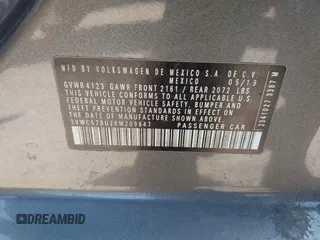 MFD. BY VOLKSWAGEN DE MEXICO S.A. DE C.V.
MEXICO 05/19
GVWR 4123 GAWR FRONT 2161 / REAR 2072 LBS
THIS VEHICLE CONFORMS TO ALL APPLICABLE U.S.
FEDERAL MOTOR VEHICLE SAFETY, BUMPER AND
THEFT PREVENTION STANDARDS IN EFFECT ON THE
DATE OF MANUFACTURE SHOWN ABOVE.
PASSENGER CAR
DREAMBID